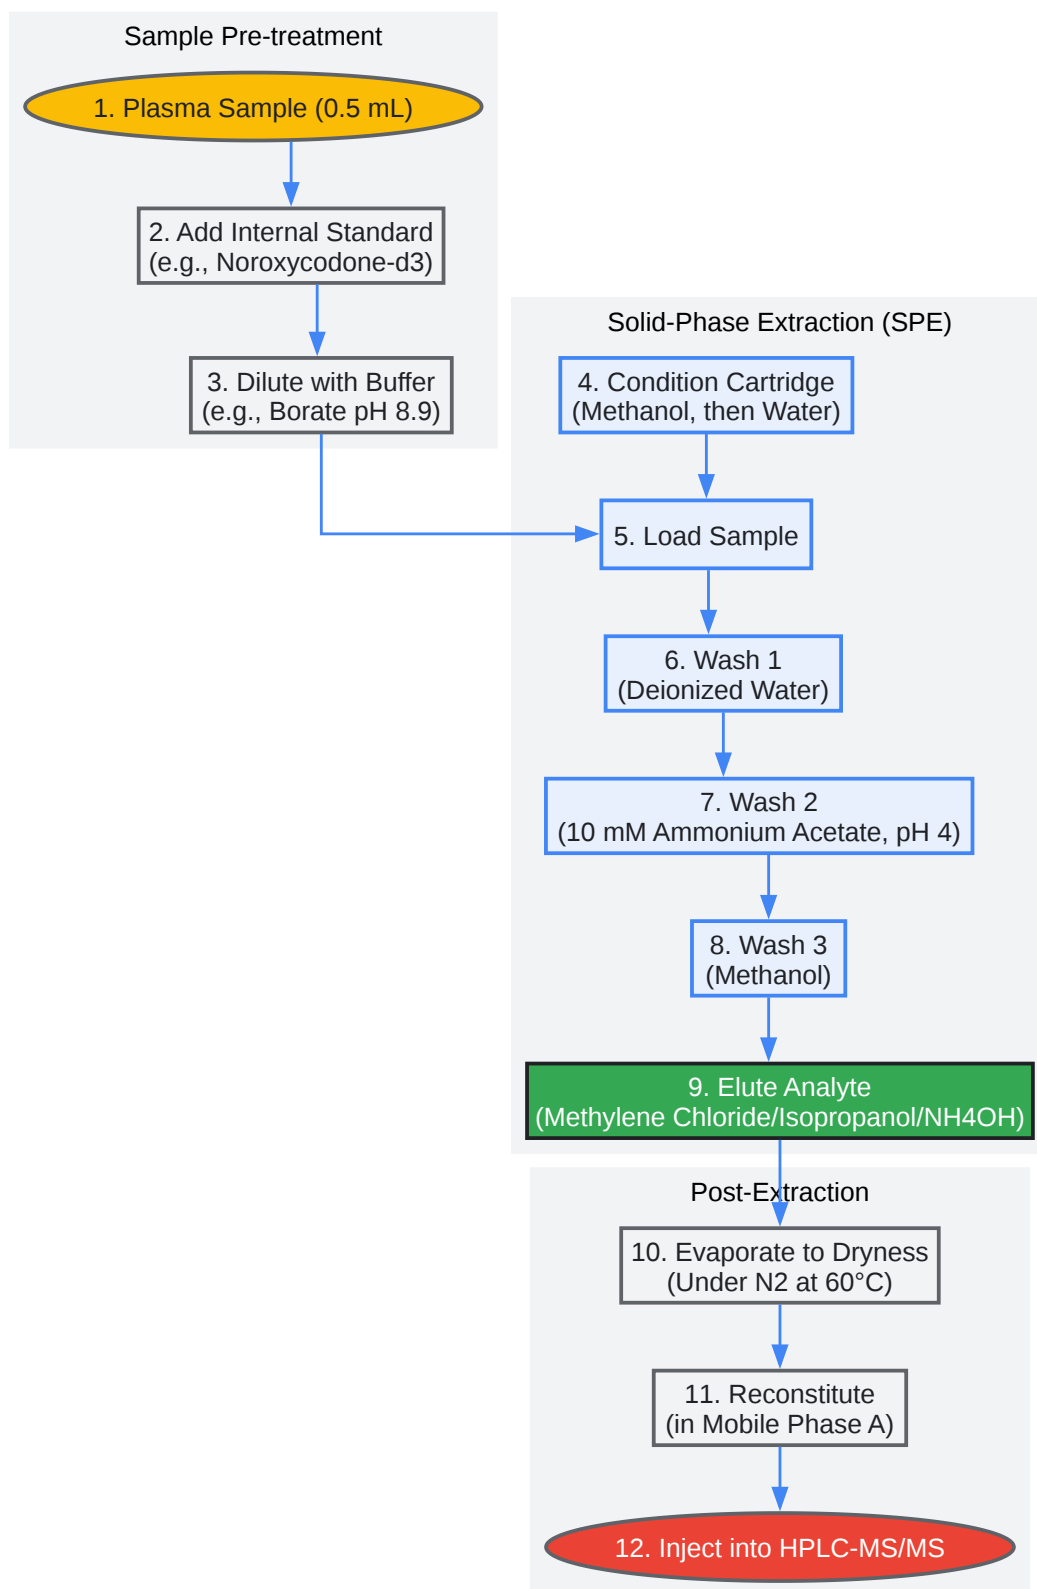 Sample Pre-treatment
1. Plasma Sample (0.5 mL)
2. Add Internal Standard
(e.g., Noroxycodone-d3)
3. Dilute with Buffer
(e.g., Borate pH 8.9)
Solid-Phase Extraction (SPE)
4. Condition Cartridge
(Methanol, then Water)
5. Load Sample
6. Wash 1
(Deionized Water)
7. Wash 2
(10 mM Ammonium Acetate, pH 4)
8. Wash 3
(Methanol)
9. Elute Analyte
(Methylene Chloride/Isopropanol/NH4OH)
Post-Extraction
10. Evaporate to Dryness
(Under N2 at 60°C)
11. Reconstitute
(in Mobile Phase A)
12. Inject into HPLC-MS/MS